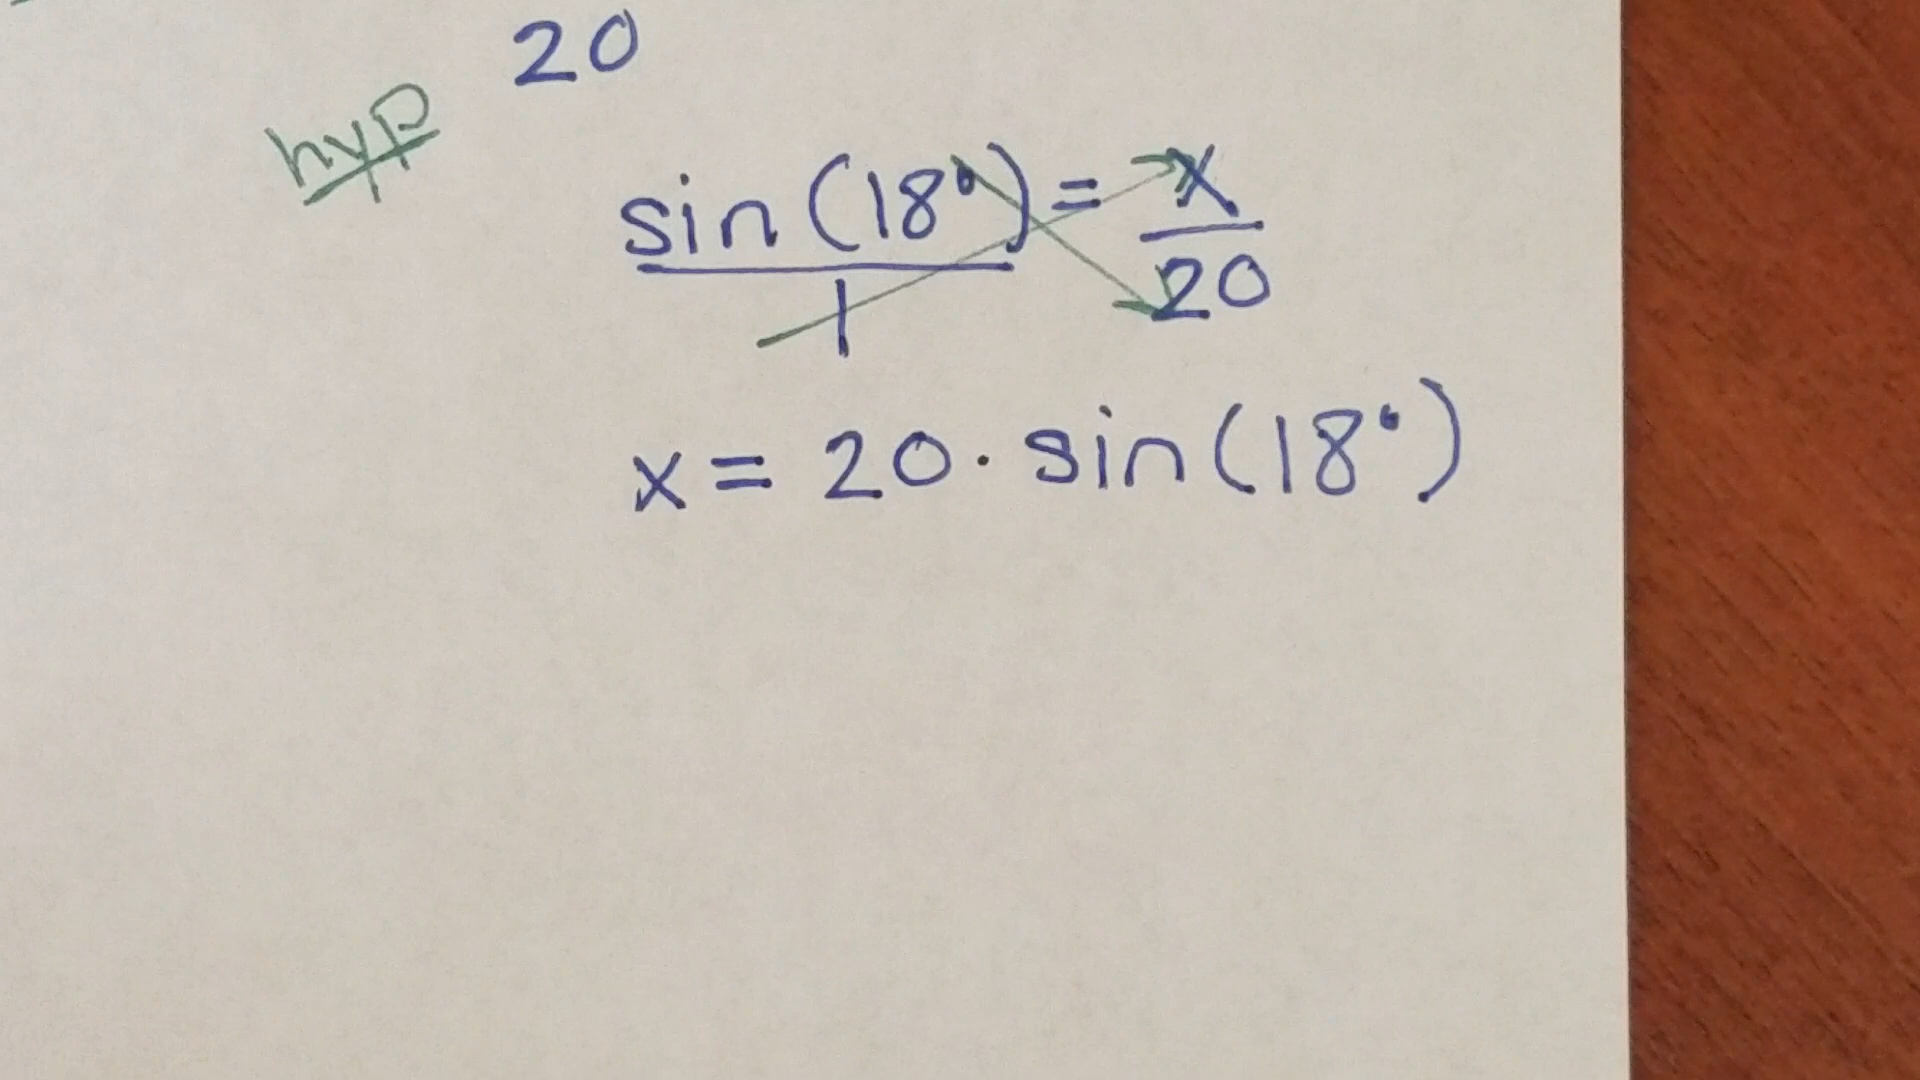 20
hyp
sin(18°) = x
1 20
x = 20 · sin(18°)